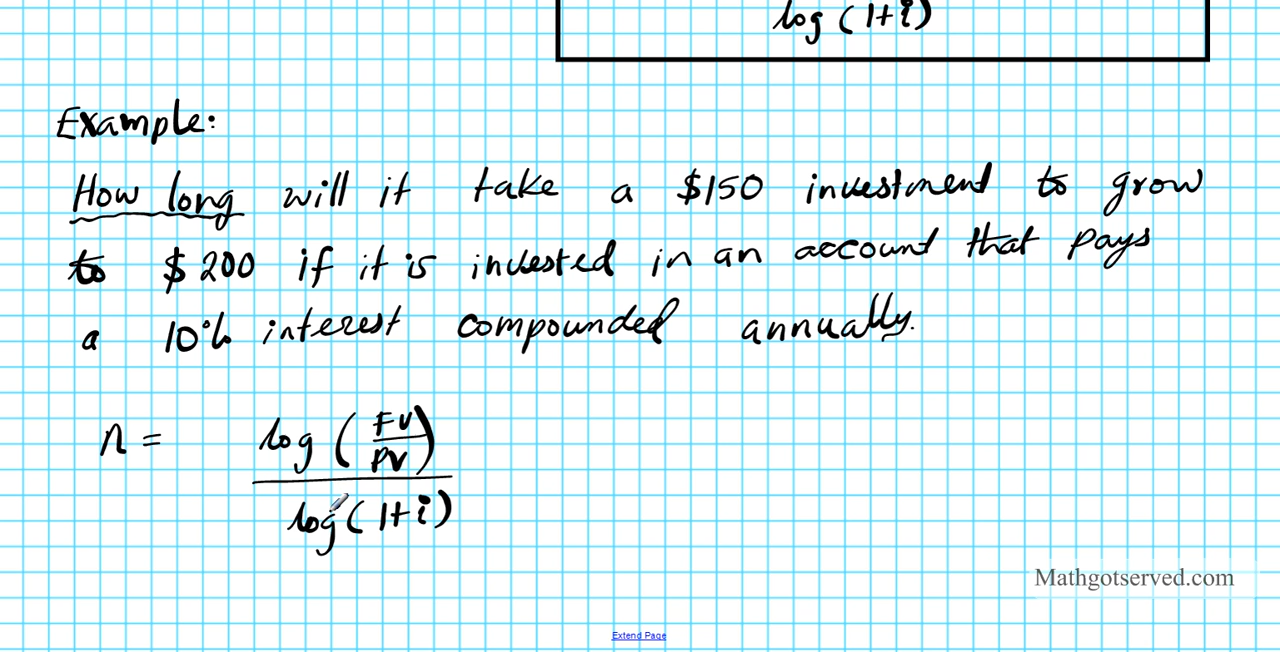 log (1+i)
Example:
How long will it take a $150 investment to grow
to $200 if it is invested in an account that pays
a 10% interest compounded annually.
n = log (FV/PV) / log (1+i)
Mathgotserved.com
Extend Page